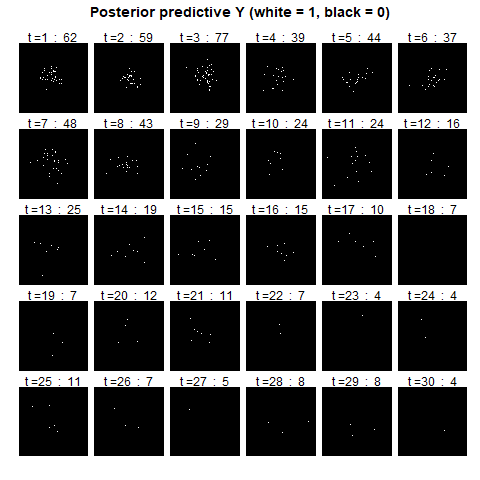 Posterior predictive Y (white = 1, black = 0)
t=1 : 62 t=2 : 59 t=3 : 77 t=4 : 39 t=5 : 44 t=6 : 37
t=7 : 48 t=8 : 43 t=9 : 29 t=10 : 24 t=11 : 24 t=12 : 16
t=13 : 25 t=14 : 19 t=15 : 15 t=16 : 15 t=17 : 10 t=18 : 7
t=19 : 7 t=20 : 12 t=21 : 11 t=22 : 7 t=23 : 4 t=24 : 4
t=25 : 11 t=26 : 7 t=27 : 5 t=28 : 8 t=29 : 8 t=30 : 4